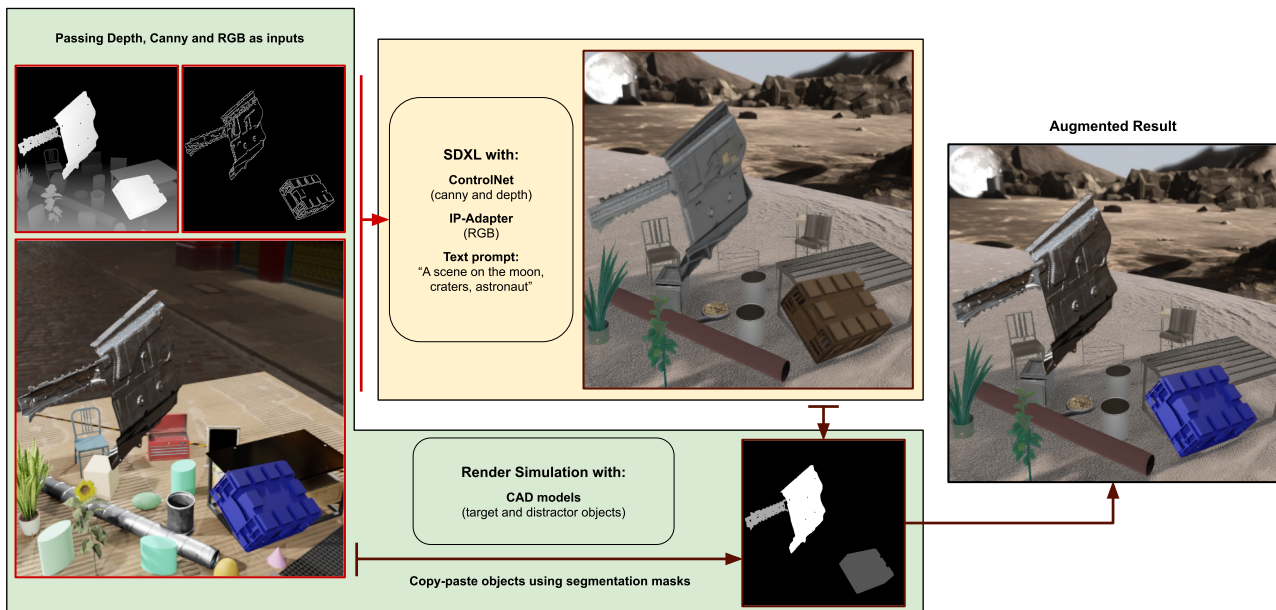 Passing Depth, Canny and RGB as inputs
SDXL with:
ControlNet
(canny and depth)
IP-Adapter
(RGB)
Text prompt:
“A scene on the moon,
craters, astronaut”
Augmented Result
Render Simulation with:
CAD models
(target and distractor objects)
Copy-paste objects using segmentation masks